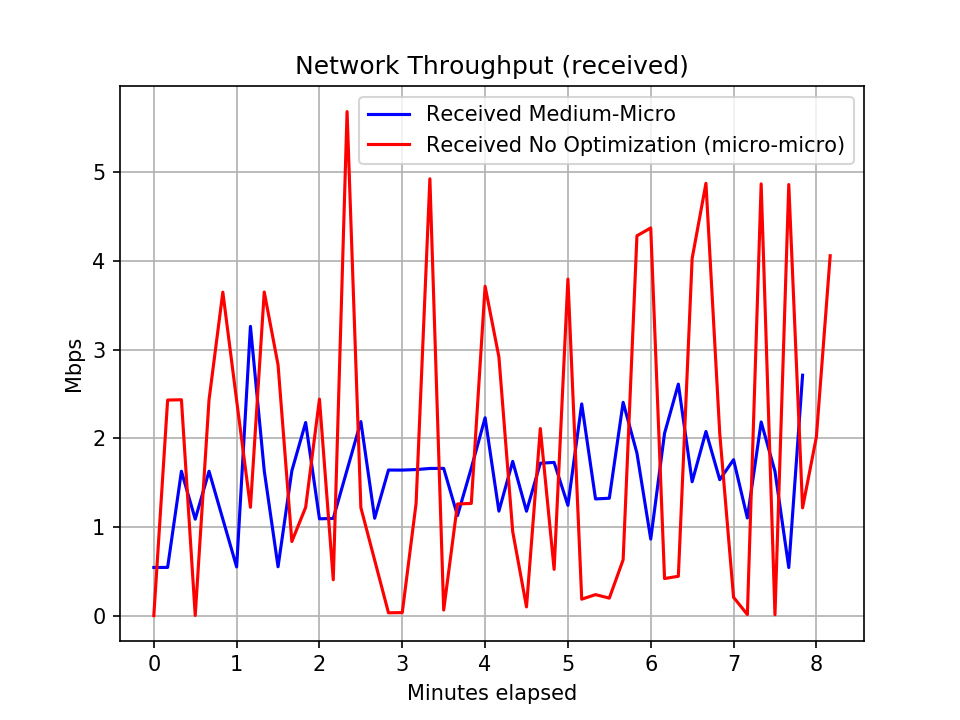 Network Throughput (received)
Received Medium-Micro
Received No Optimization (micro-micro)
Mbps
5
4
3
2
1
0
0 1 2 3 4 5 6 7 8
Minutes elapsed